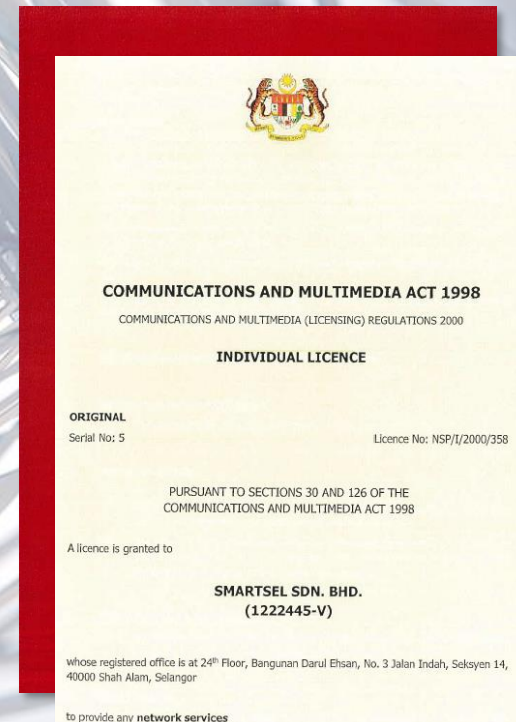 COMMUNICATIONS AND MULTIMEDIA ACT 1998
COMMUNICATIONS AND MULTIMEDIA (LICENSING) REGULATIONS 2000
INDIVIDUAL LICENCE
ORIGINAL
Serial No: 5
Licence No: NSP/I/2000/358
PURSUANT TO SECTIONS 30 AND 126 OF THE
COMMUNICATIONS AND MULTIMEDIA ACT 1998
A licence is granted to
SMARTSEL SDN. BHD.
(1222445-V)
whose registered office is at 24th Floor, Bangunan Darul Ehsan, No. 3 Jalan Indah, Seksyen 14,
40000 Shah Alam, Selangor
to provide any network services